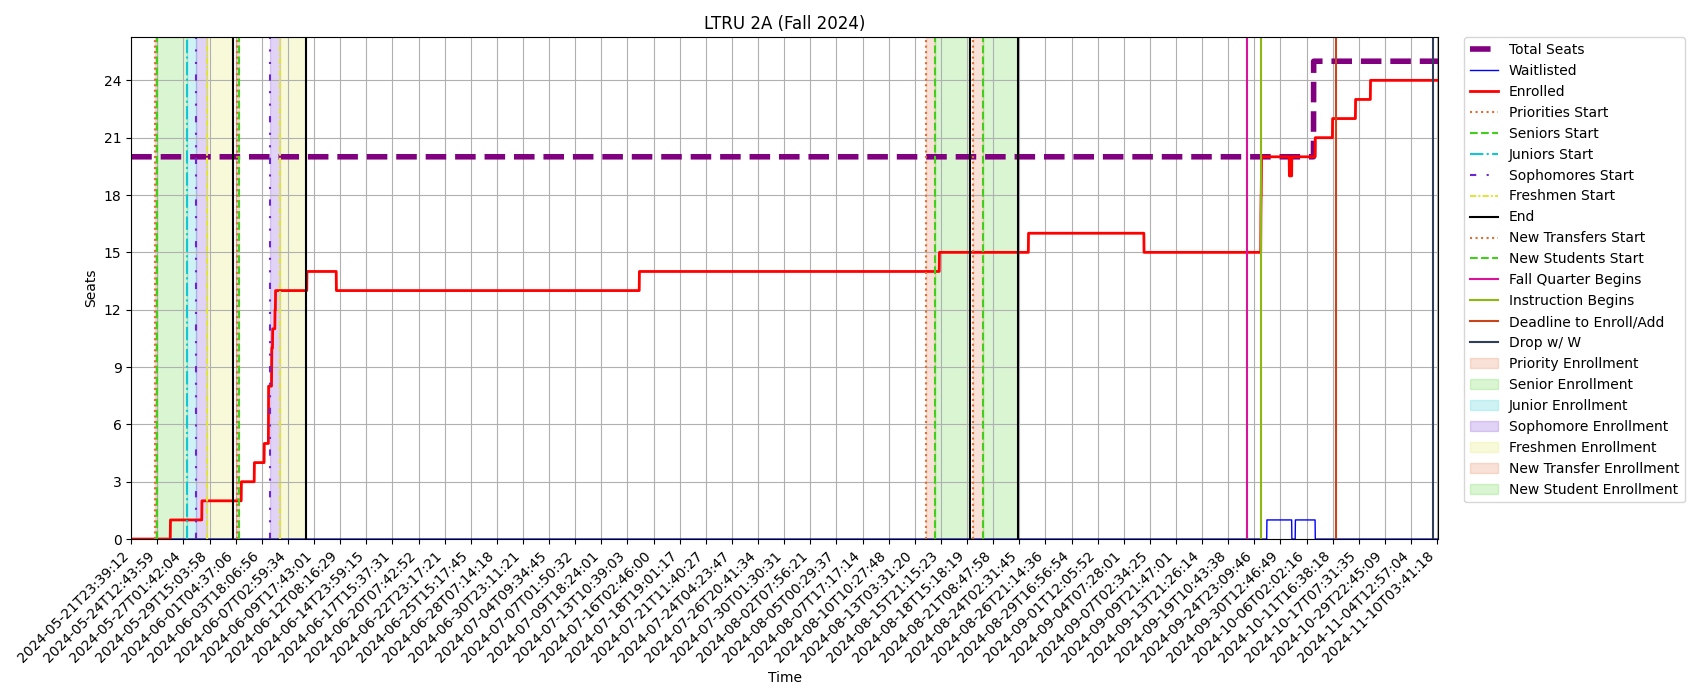 LTRU 2A (Fall 2024)
Seats
24
21
18
15
12
9
6
3
0
2024-05-21T23:39:12
2024-05-24T12:43:59
2024-05-27T01:42:04
2024-05-29T15:03:58
2024-06-01T04:37:06
2024-06-03T18:06:56
2024-06-07T02:59:34
2024-06-09T17:43:01
2024-06-12T08:16:29
2024-06-14T23:59:15
2024-06-17T15:37:31
2024-06-20T07:42:52
2024-06-22T23:17:21
2024-06-25T15:17:45
2024-06-28T07:14:18
2024-06-30T23:11:21
2024-07-04T09:34:45
2024-07-07T01:50:32
2024-07-09T18:24:01
2024-07-13T10:39:03
2024-07-16T02:46:00
2024-07-18T19:01:17
2024-07-21T11:40:27
2024-07-24T04:23:47
2024-07-26T20:41:34
2024-07-30T01:30:31
2024-08-02T07:56:21
2024-08-05T00:29:37
2024-08-07T17:17:14
2024-08-10T10:27:48
2024-08-13T03:31:20
2024-08-15T21:15:23
2024-08-18T15:18:19
2024-08-21T08:47:58
2024-08-24T02:31:45
2024-08-26T21:14:36
2024-08-29T16:56:54
2024-09-01T12:05:52
2024-09-04T07:28:01
2024-09-07T02:34:25
2024-09-09T21:47:01
2024-09-13T21:26:14
2024-09-19T10:43:38
2024-09-24T23:09:46
2024-09-30T12:46:49
2024-10-06T02:02:16
2024-10-11T16:38:18
2024-10-17T07:31:35
2024-10-29T22:45:09
2024-11-04T12:57:04
2024-11-10T03:41:18
Time
Total Seats
Waitlisted
Enrolled
Priorities Start
Seniors Start
Juniors Start
Sophomores Start
Freshmen Start
End
New Transfers Start
New Students Start
Fall Quarter Begins
Instruction Begins
Deadline to Enroll/Add
Drop w/ W
Priority Enrollment
Senior Enrollment
Junior Enrollment
Sophomore Enrollment
Freshmen Enrollment
New Transfer Enrollment
New Student Enrollment